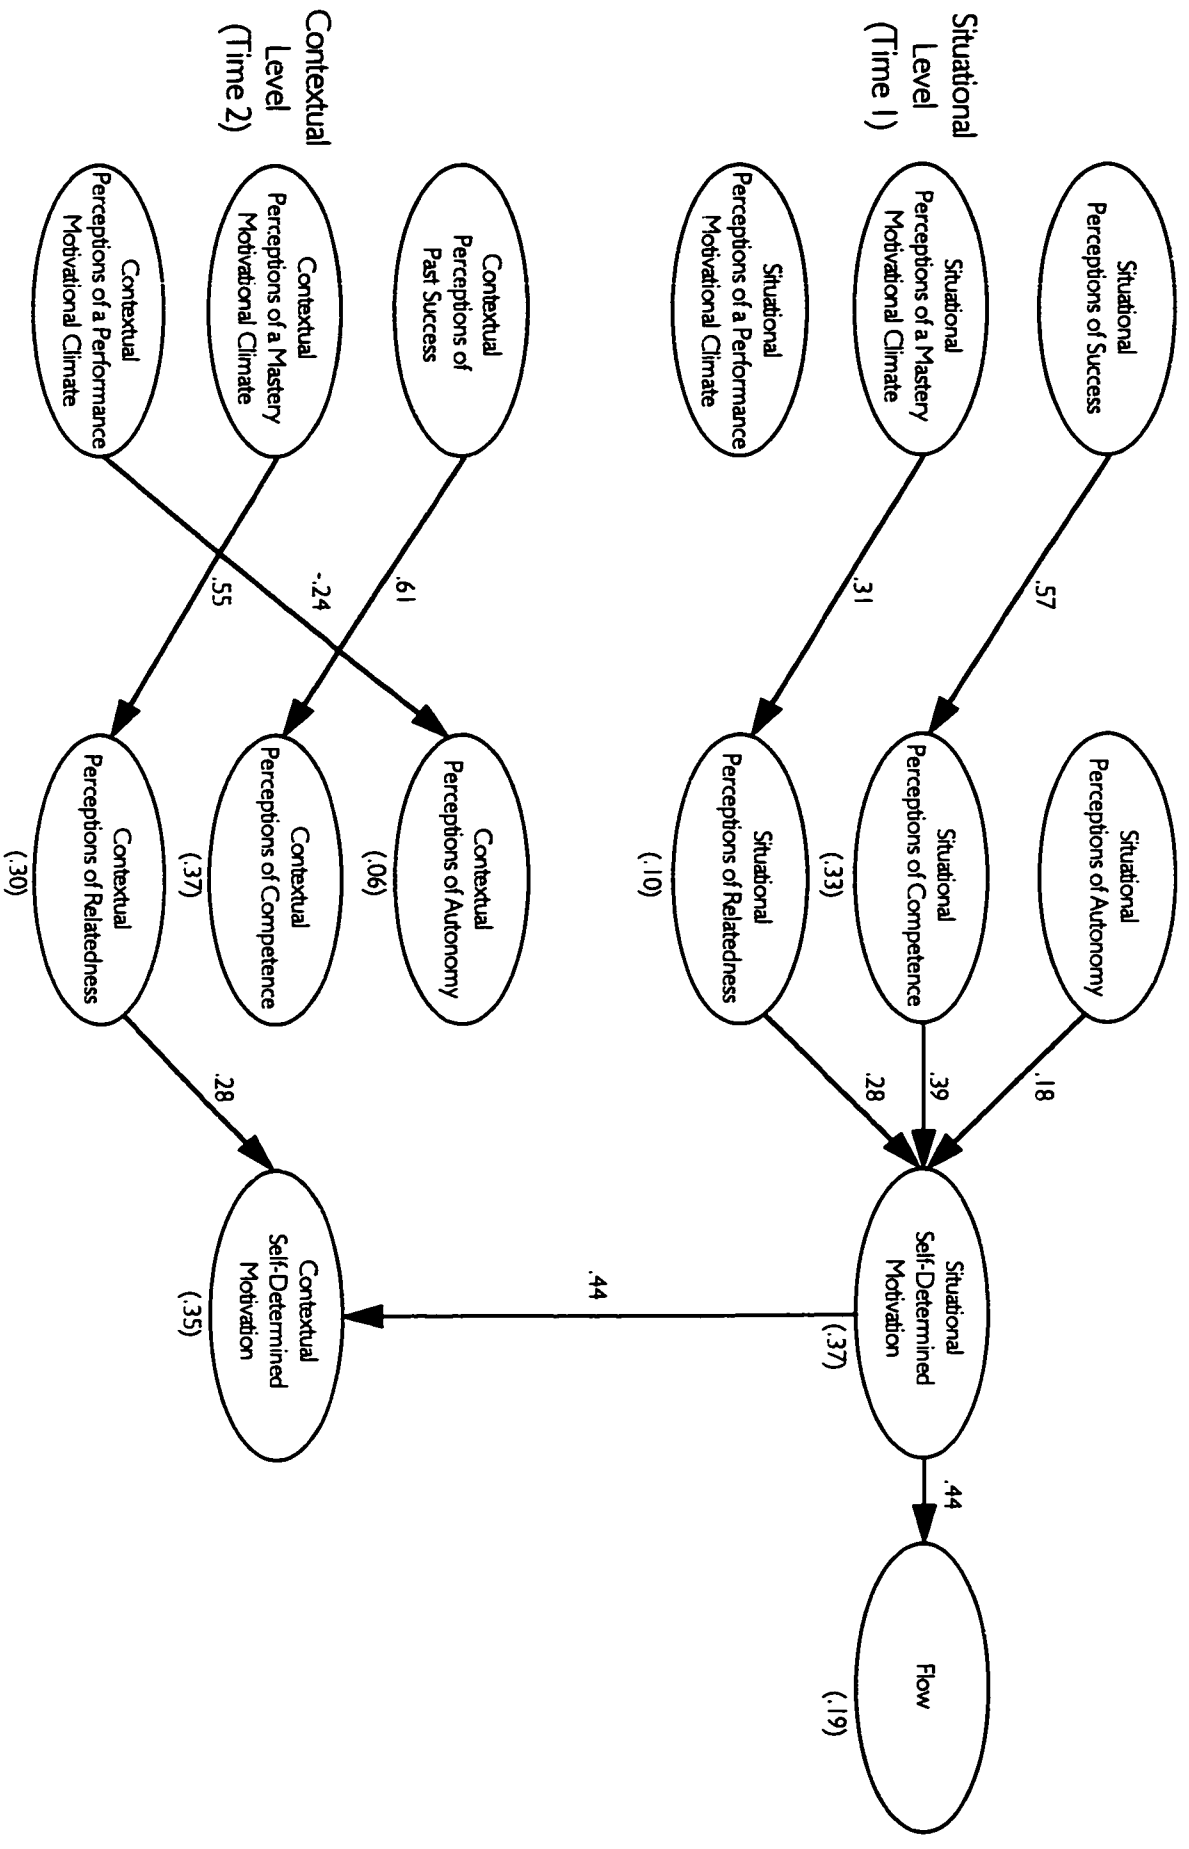 Situational
Level
(Time 1)
Situational
Perceptions of Success
Situational
Perceptions of a Mastery
Motivational Climate
Situational
Perceptions of a Performance
Motivational Climate
.57
.31
Situational
Perceptions of Autonomy
Situational
Perceptions of Competence
(.33)
Situational
Perceptions of Relatedness
(.10)
.18
.39
.28
Situational
Self-Determined
Motivation
(.37)
.44
Flow
(.19)
.44
Contextual
Level
(Time 2)
Contextual
Perceptions of
Past Success
Contextual
Perceptions of a Mastery
Motivational Climate
Contextual
Perceptions of a Performance
Motivational Climate
.61
-.24
.55
Contextual
Perceptions of Autonomy
(.06)
Contextual
Perceptions of Competence
(.37)
Contextual
Perceptions of Relatedness
(.30)
.28
Contextual
Self-Determined
Motivation
(.35)